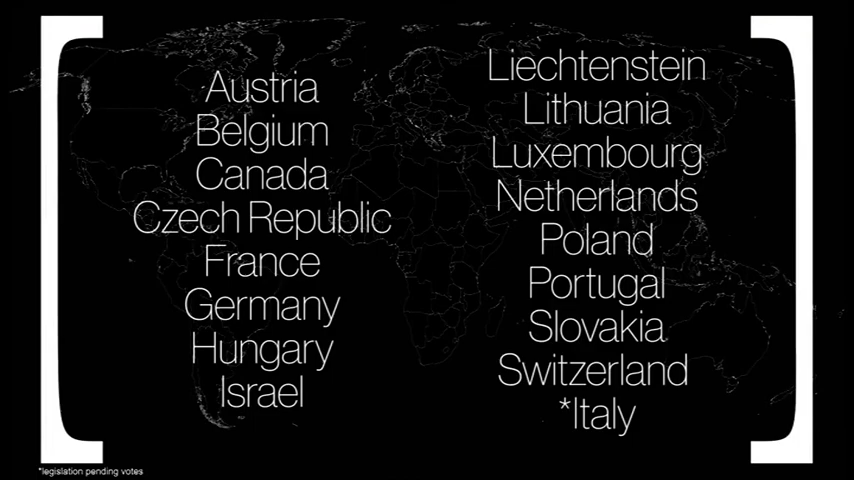 Austria
Belgium
Canada
Czech Republic
France
Germany
Hungary
Israel
Liechtenstein
Lithuania
Luxembourg
Netherlands
Poland
Portugal
Slovakia
Switzerland
*Italy
*legislation pending votes